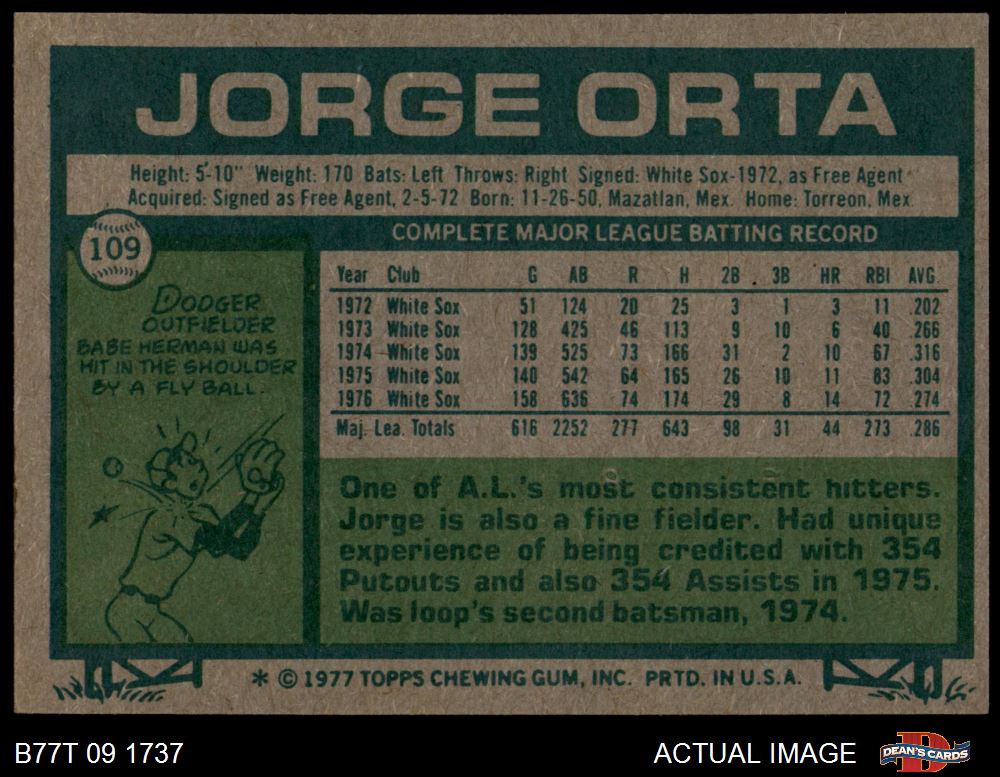 JORGE ORTA
Height: 5'-10" Weight: 170 Bats: Left Throws: Right Signed: White Sox-1972, as Free Agent
Acquired: Signed as Free Agent, 2-5-72 Born: 11-26-50, Mazatlan, Mex. Home: Torreon, Mex.
109
COMPLETE MAJOR LEAGUE BATTING RECORD
DODGER
OUTFIELDER
BABE HERMAN WAS
HIT IN THE SHOULDER
BY A FLY BALL.
Year Club G AB R H 2B 3B HR RBI AVG.
1972 White Sox 51 124 20 25 3 1 3 11 .202
1973 White Sox 128 425 46 113 9 10 6 40 .266
1974 White Sox 139 525 73 166 31 2 10 67 .316
1975 White Sox 140 542 64 165 26 10 11 83 .304
1976 White Sox 158 636 74 174 29 8 14 72 .274
Maj. Lea. Totals 616 2252 277 643 98 31 44 273 .286
One of A.L.'s most consistent hitters.
Jorge is also a fine fielder. Had unique
experience of being credited with 354
Putouts and also 354 Assists in 1975.
Was loop's second batsman, 1974.
* © 1977 TOPPS CHEWING GUM, INC. PRTD. IN U.S.A.
B77T 09 1737
ACTUAL IMAGE
DEAN'S CARDS